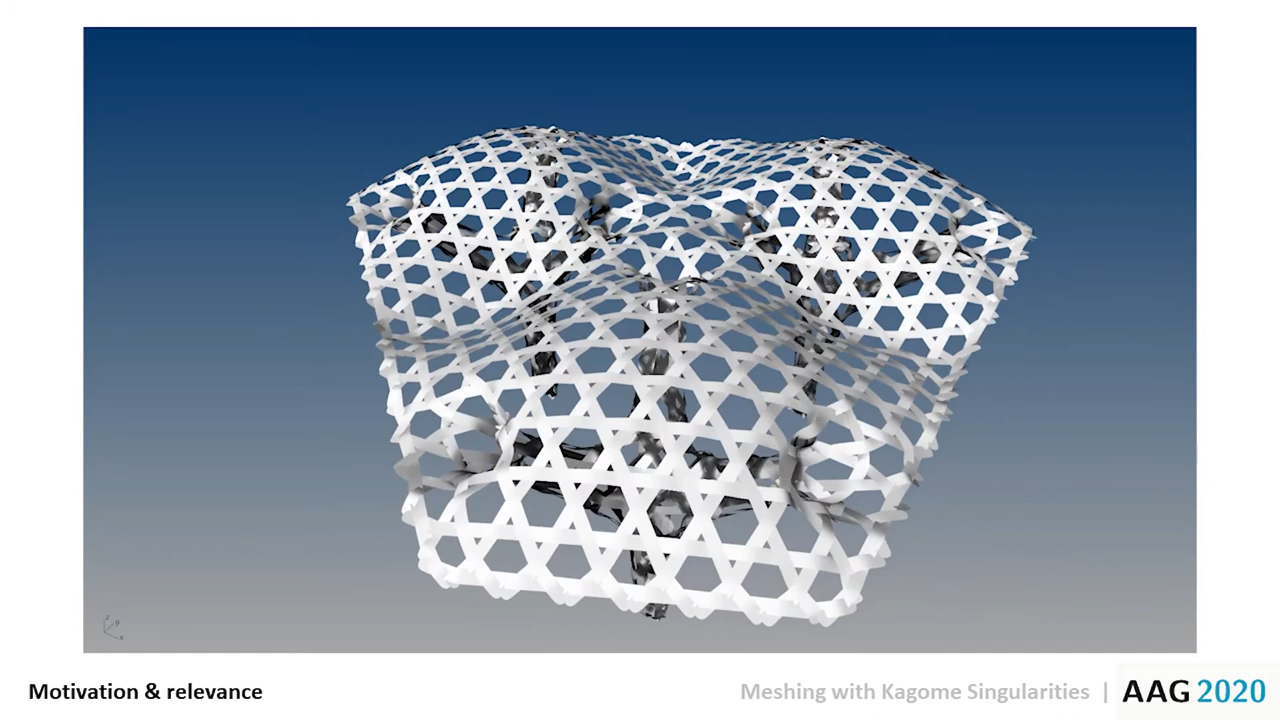 z
y
x
Motivation & relevance
Meshing with Kagome Singularities | AAG 2020